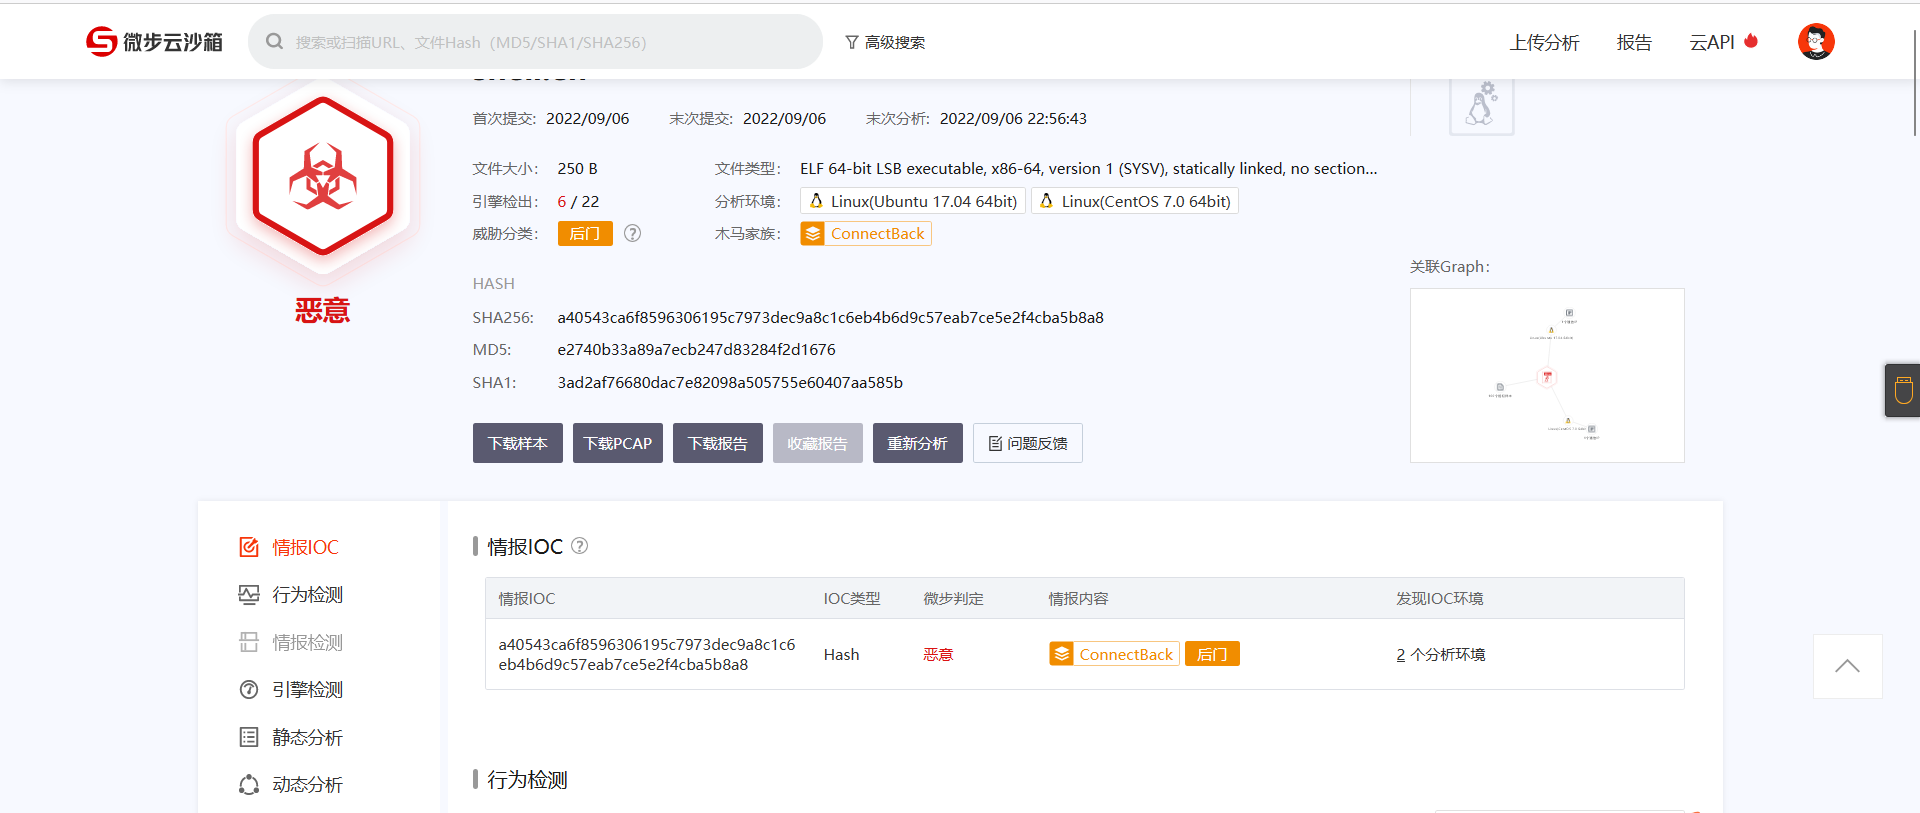 微步云沙箱
搜索或扫描URL、文件Hash（MD5/SHA1/SHA256）
高级搜索
上传分析
报告
云API
首次提交: 2022/09/06 末次提交: 2022/09/06 末次分析: 2022/09/06 22:56:43
文件大小: 250 B 文件类型: ELF 64-bit LSB executable, x86-64, version 1 (SYSV), statically linked, no section...
引擎检出: 6 / 22 分析环境: Linux(Ubuntu 17.04 64bit) Linux(CentOS 7.0 64bit)
威胁分类: 后门 木马家族: ConnectBack
恶意
HASH
SHA256: a40543ca6f8596306195c7973dec9a8c1c6eb4b6d9c57eab7ce5e2f4cba5b8a8
MD5: e2740b33a89a7ecb247d83284f2d1676
SHA1: 3ad2af76680dac7e82098a505755e60407aa585b
关联Graph:
下载样本 下载PCAP 下载报告 收藏报告 重新分析 问题反馈
情报IOC
行为检测
情报检测
引擎检测
静态分析
动态分析
情报IOC
情报IOC IOC类型 微步判定 情报内容 发现IOC环境
a40543ca6f8596306195c7973dec9a8c1c6
eb4b6d9c57eab7ce5e2f4cba5b8a8
Hash 恶意 ConnectBack 后门 2 个分析环境
行为检测